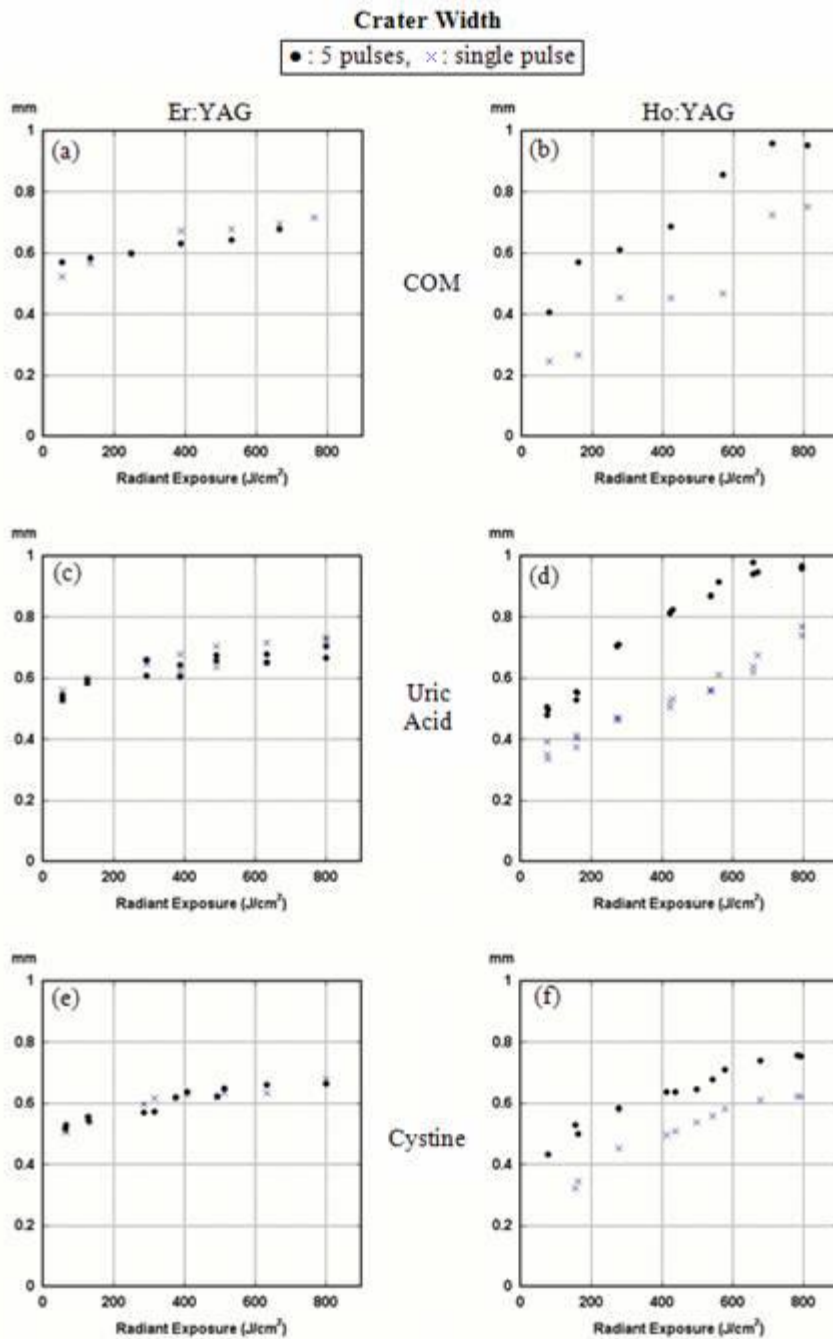 Crater Width
● : 5 pulses, × : single pulse
Er:YAG
Ho:YAG
mm
(a)
1
0.8
0.6
0.4
0.2
0
0 200 400 600 800
Radiant Exposure (J/cm²)
COM
mm
(b)
1
0.8
0.6
0.4
0.2
0
0 200 400 600 800
Radiant Exposure (J/cm²)
mm
(c)
1
0.8
0.6
0.4
0.2
0
0 200 400 600 800
Radiant Exposure (J/cm²)
Uric
Acid
mm
(d)
1
0.8
0.6
0.4
0.2
0
0 200 400 600 800
Radiant Exposure (J/cm²)
mm
(e)
1
0.8
0.6
0.4
0.2
0
0 200 400 600 800
Radiant Exposure (J/cm²)
Cystine
mm
(f)
1
0.8
0.6
0.4
0.2
0
0 200 400 600 800
Radiant Exposure (J/cm²)